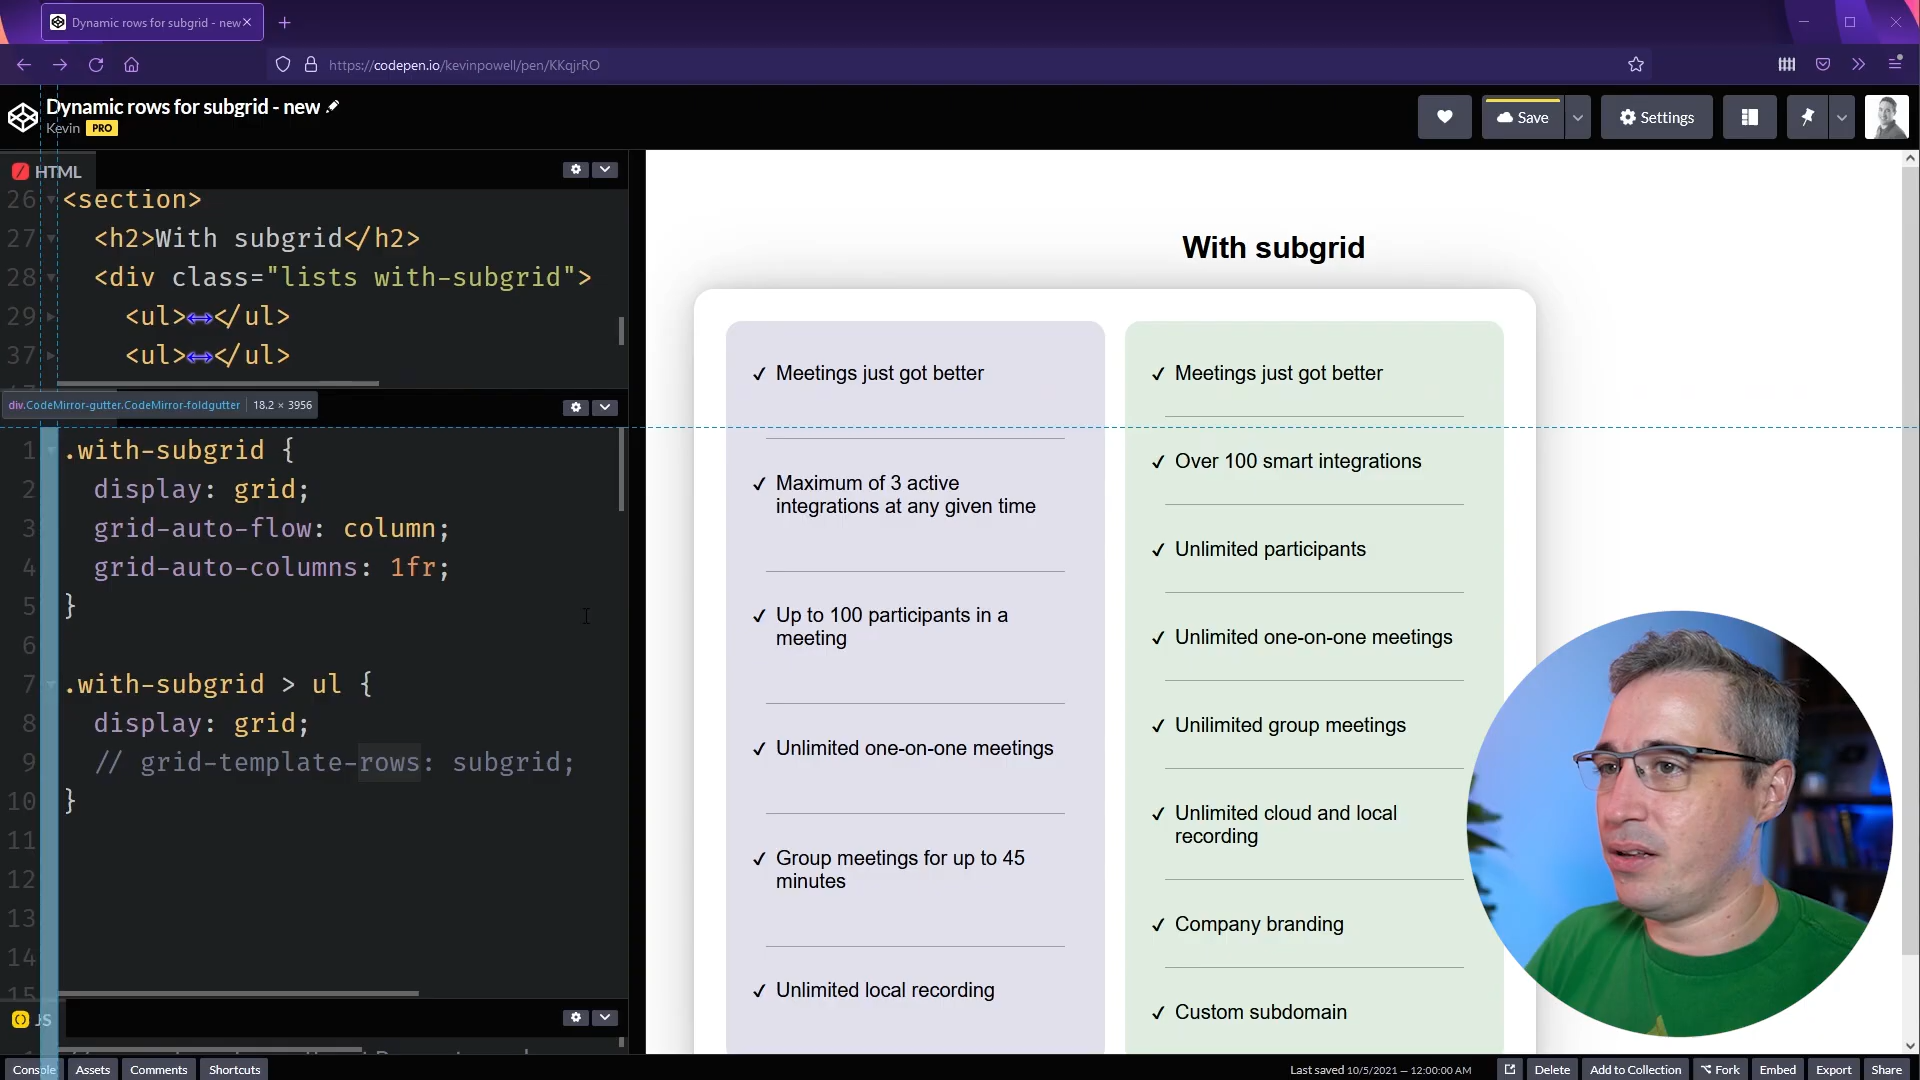 Dynamic rows for subgrid - new
https://codepen.io/kevinpowell/pen/KKqjrRO
Dynamic rows for subgrid - new
Kevin PRO
Save
Settings
HTML
26 <section>
27 <h2>With subgrid</h2>
28 <div class="lists with-subgrid">
29 <ul></ul>
37 <ul></ul>
div.CodeMirror-gutter.CodeMirror-foldgutter 18.2 × 3956
1 .with-subgrid {
2 display: grid;
3 grid-auto-flow: column;
4 grid-auto-columns: 1fr;
5 }
6
7 .with-subgrid > ul {
8 display: grid;
9 // grid-template-rows: subgrid;
10 }
11
12
13
14
15
JS
With subgrid
✓ Meetings just got better
✓ Maximum of 3 active
integrations at any given time
✓ Up to 100 participants in a
meeting
✓ Unlimited one-on-one meetings
✓ Group meetings for up to 45
minutes
✓ Unlimited local recording
✓ Meetings just got better
✓ Over 100 smart integrations
✓ Unlimited participants
✓ Unlimited one-on-one meetings
✓ Unilimited group meetings
✓ Unlimited cloud and local
recording
✓ Company branding
✓ Custom subdomain
Console Assets Comments Shortcuts
Last saved 10/5/2021 — 12:00:00 AM
Delete Add to Collection Fork Embed Export Share